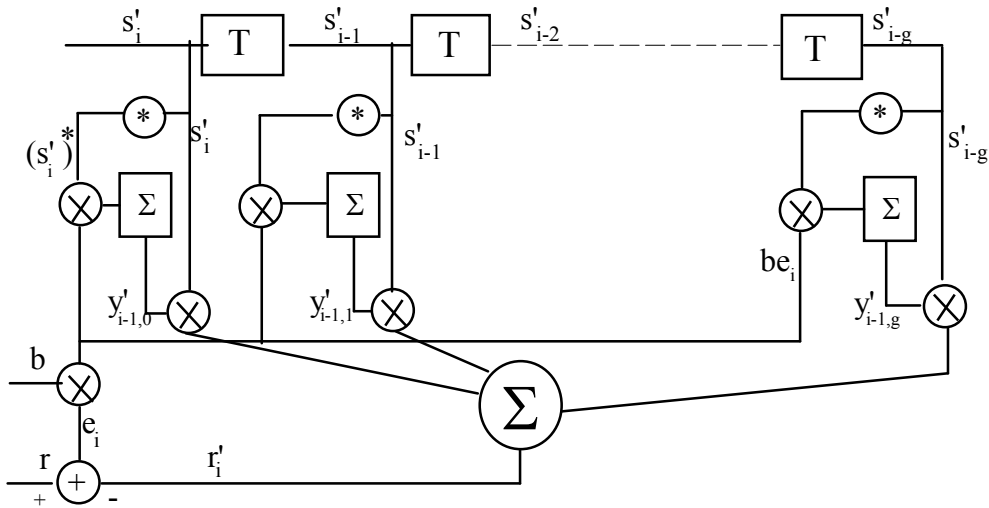 s'i s'i-1 s'i-2 s'i-g
T T T
* * *
(s'i)* s'i s'i-1 s'i-g
Σ Σ Σ
bei
y'i-1,0 y'i-1,1 y'i-1,g
b
Σ
ei
r r'i
+
+ -